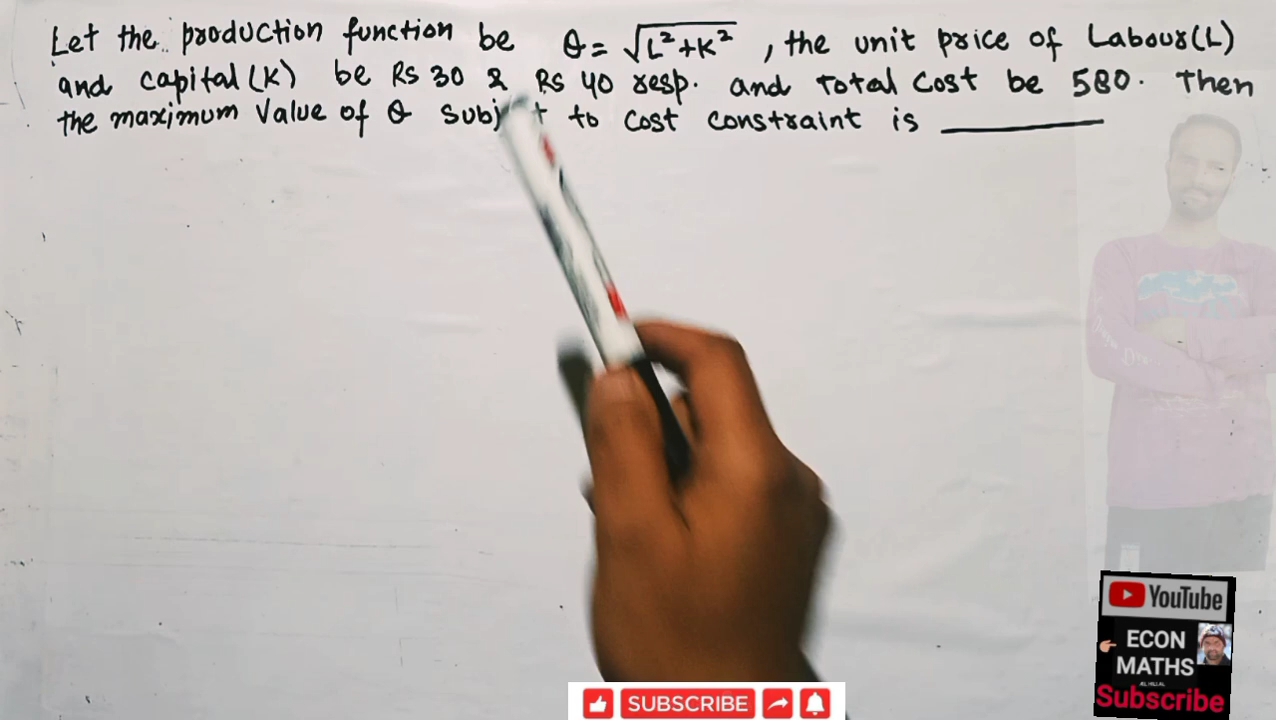 Let the production function be Q = √L²+K² , the unit price of Labour(L)
and capital(K) be Rs 30 & Rs 40 resp. and Total Cost be 580. Then
the maximum Value of Q to Cost constraint is ________
YouTube
ECON
MATHS
Subscribe
SUBSCRIBE